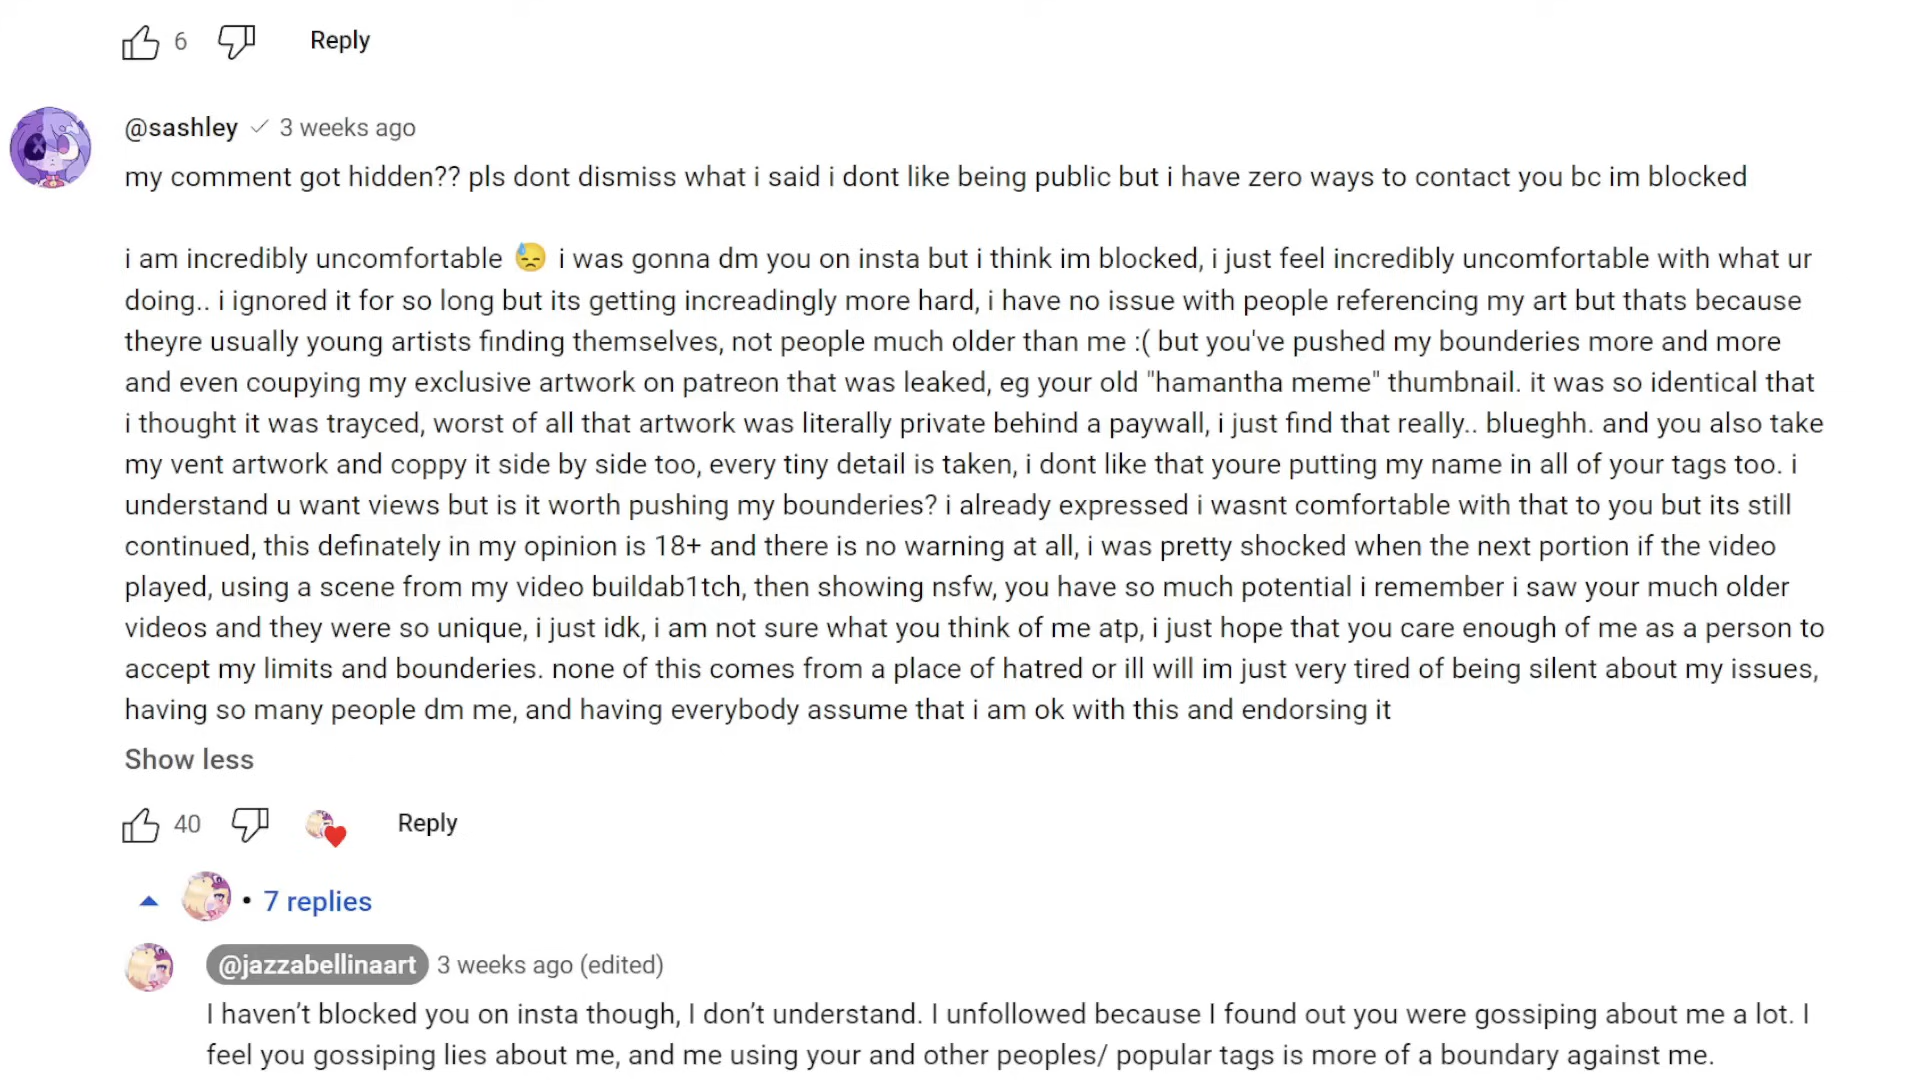 6 Reply
@sashley 3 weeks ago
my comment got hidden?? pls dont dismiss what i said i dont like being public but i have zero ways to contact you bc im blocked
i am incredibly uncomfortable 😓 i was gonna dm you on insta but i think im blocked, i just feel incredibly uncomfortable with what ur
doing.. i ignored it for so long but its getting increadingly more hard, i have no issue with people referencing my art but thats because
theyre usually young artists finding themselves, not people much older than me :( but you've pushed my bounderies more and more
and even coupying my exclusive artwork on patreon that was leaked, eg your old "hamantha meme" thumbnail. it was so identical that
i thought it was trayced, worst of all that artwork was literally private behind a paywall, i just find that really.. blueghh. and you also take
my vent artwork and coppy it side by side too, every tiny detail is taken, i dont like that youre putting my name in all of your tags too. i
understand u want views but is it worth pushing my bounderies? i already expressed i wasnt comfortable with that to you but its still
continued, this definately in my opinion is 18+ and there is no warning at all, i was pretty shocked when the next portion if the video
played, using a scene from my video buildab1tch, then showing nsfw, you have so much potential i remember i saw your much older
videos and they were so unique, i just idk, i am not sure what you think of me atp, i just hope that you care enough of me as a person to
accept my limits and bounderies. none of this comes from a place of hatred or ill will im just very tired of being silent about my issues,
having so many people dm me, and having everybody assume that i am ok with this and endorsing it
Show less
40 Reply
• 7 replies
@jazzabellinaart 3 weeks ago (edited)
I haven’t blocked you on insta though, I don’t understand. I unfollowed because I found out you were gossiping about me a lot. I
feel you gossiping lies about me, and me using your and other peoples/ popular tags is more of a boundary against me.